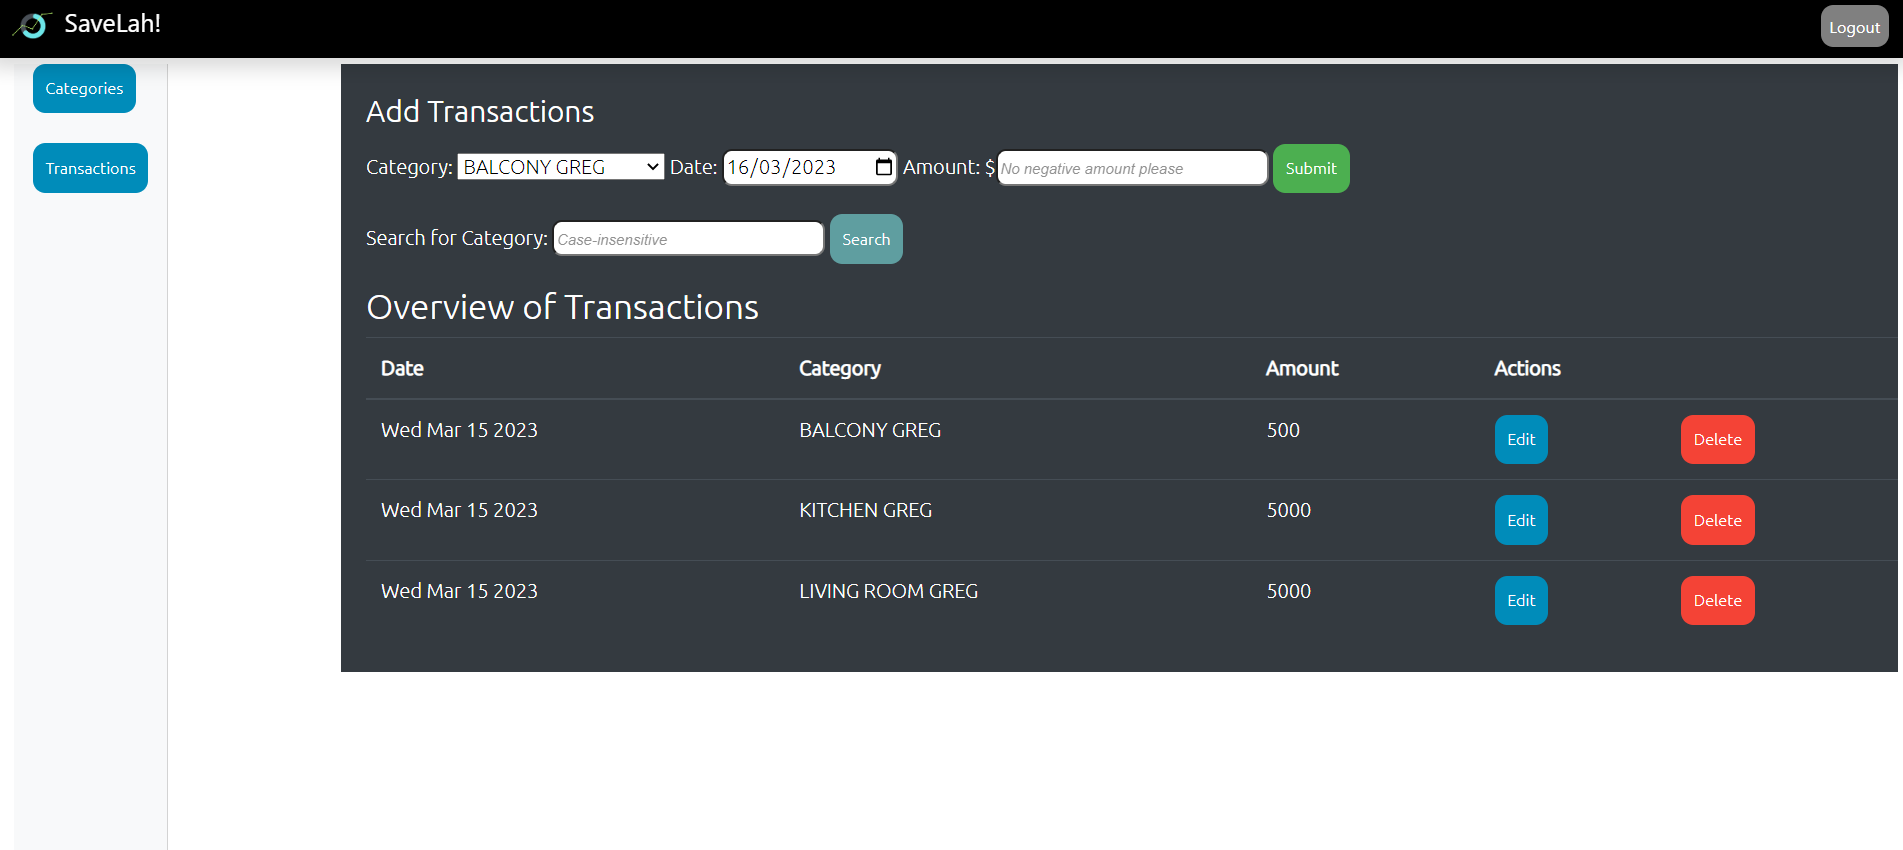 SaveLah!
Logout
Categories
Transactions
Add Transactions
Category: BALCONY GREG Date: 16/03/2023 Amount: $ No negative amount please Submit
Search for Category: Case-insensitive Search
Overview of Transactions
Date Category Amount Actions
Wed Mar 15 2023 BALCONY GREG 500 Edit Delete
Wed Mar 15 2023 KITCHEN GREG 5000 Edit Delete
Wed Mar 15 2023 LIVING ROOM GREG 5000 Edit Delete